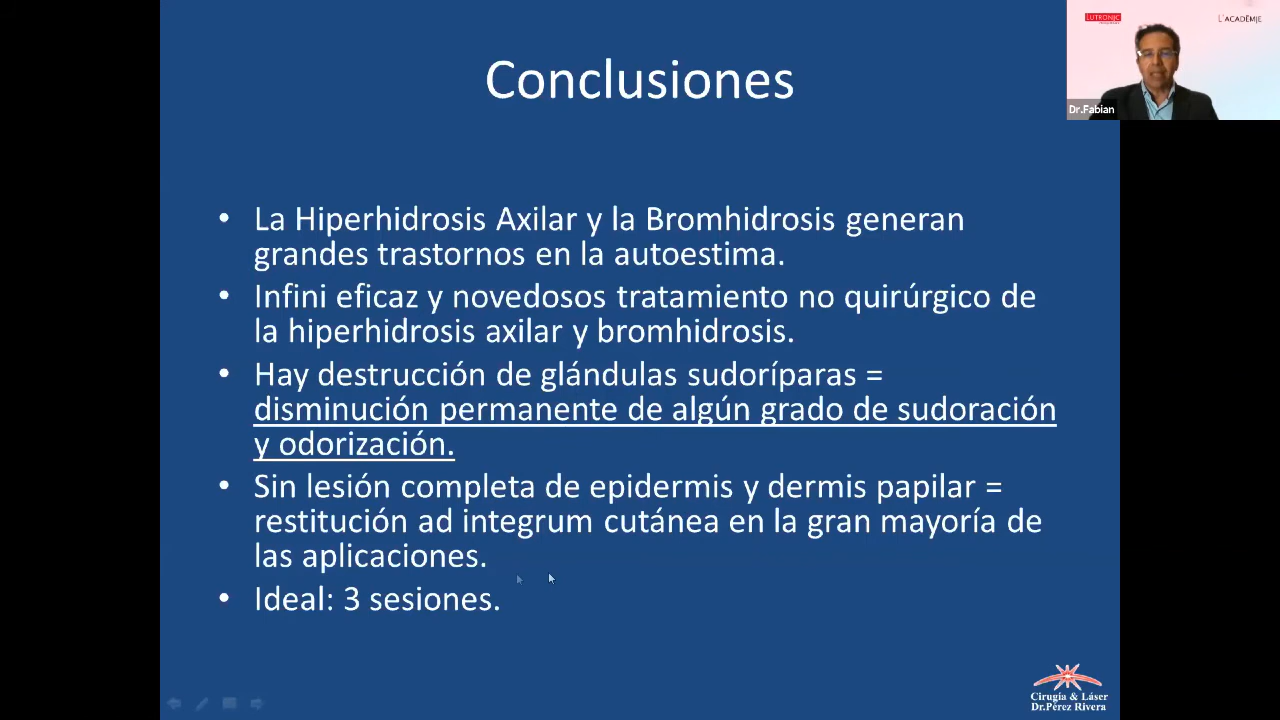 Conclusiones
• La Hiperhidrosis Axilar y la Bromhidrosis generan
grandes trastornos en la autoestima.
• Infini eficaz y novedosos tratamiento no quirúrgico de
la hiperhidrosis axilar y bromhidrosis.
• Hay destrucción de glándulas sudoríparas =
disminución permanente de algún grado de sudoración
y odorización.
• Sin lesión completa de epidermis y dermis papilar =
restitución ad integrum cutánea en la gran mayoría de
las aplicaciones.
• Ideal: 3 sesiones.
LUTRONIC
L'ACADÉMIE
Dr.Fabian
Cirugía & Láser
Dr.Pérez Rivera